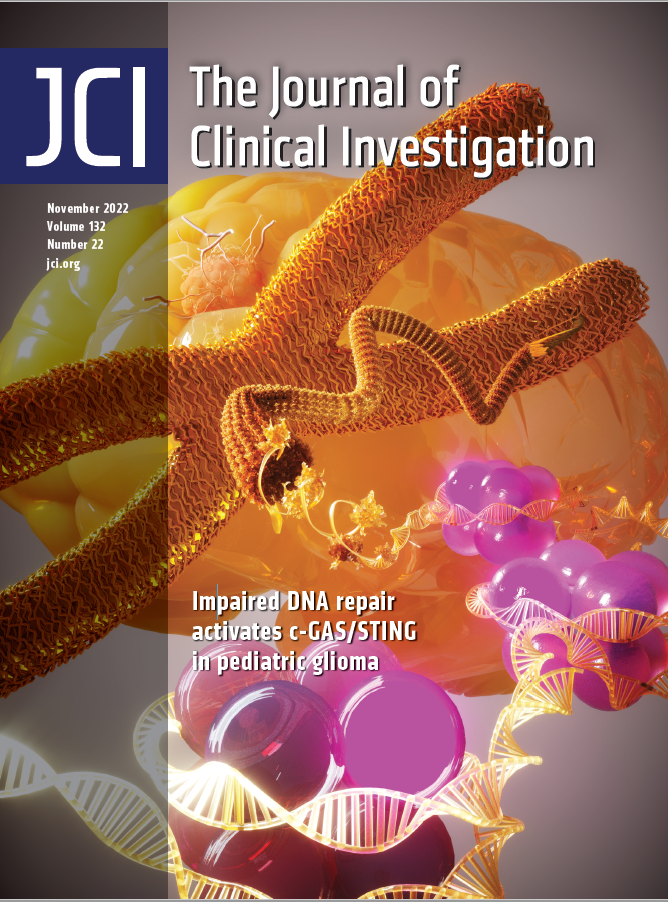 JCI
The Journal of
Clinical Investigation
November 2022
Volume 132
Number 22
jci.org
Impaired DNA repair
activates c-GAS/STING
in pediatric glioma